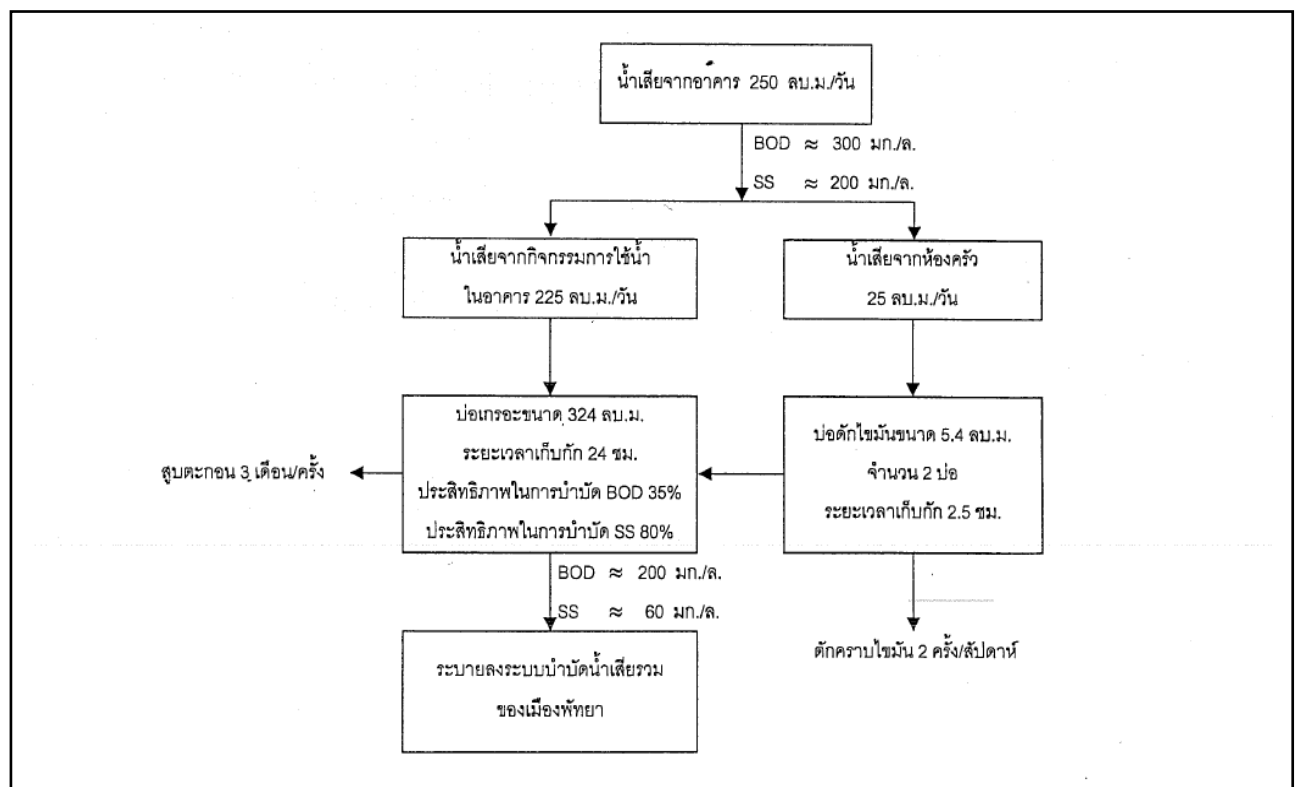 น้ำเสียจากอาคาร 250 ลบ.ม./วัน
BOD ≈ 300 มก./ล.
SS ≈ 200 มก./ล.
น้ำเสียจากกิจกรรมการใช้น้ำ
ในอาคาร 225 ลบ.ม./วัน
น้ำเสียจากห้องครัว
25 ลบ.ม./วัน
บ่อเกรอะขนาด 324 ลบ.ม.
ระยะเวลาเก็บกัก 24 ชม.
ประสิทธิภาพในการบำบัด BOD 35%
ประสิทธิภาพในการบำบัด SS 80%
บ่อดักไขมันขนาด 5.4 ลบ.ม.
จำนวน 2 บ่อ
ระยะเวลาเก็บกัก 2.5 ชม.
สูบตะกอน 3 เดือน/ครั้ง
BOD ≈ 200 มก./ล.
SS ≈ 60 มก./ล.
ตักคราบไขมัน 2 ครั้ง/สัปดาห์
ระบายลงระบบบำบัดน้ำเสียรวม
ของเมืองพัทยา